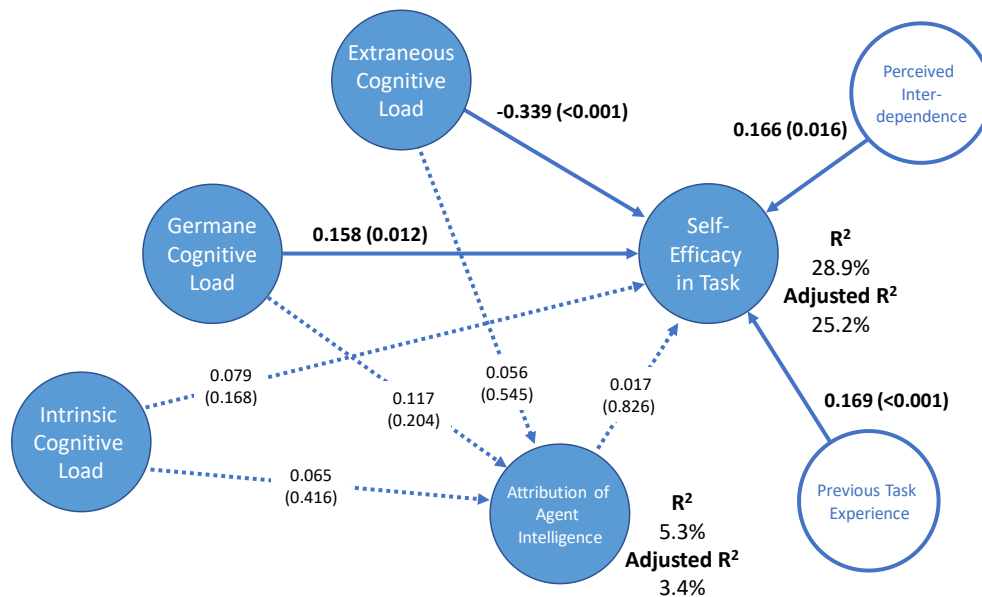 Extraneous
Cognitive
Load
Perceived
Inter-
dependence
-0.339 (<0.001)
0.166 (0.016)
Germane
Cognitive
Load
0.158 (0.012)
Self-
Efficacy
in Task
R²
28.9%
Adjusted R²
25.2%
0.079
(0.168)
0.117
(0.204)
0.056
(0.545)
0.017
(0.826)
0.169 (<0.001)
Intrinsic
Cognitive
Load
0.065
(0.416)
Attribution of
Agent
Intelligence
R²
5.3%
Adjusted R²
3.4%
Previous Task
Experience